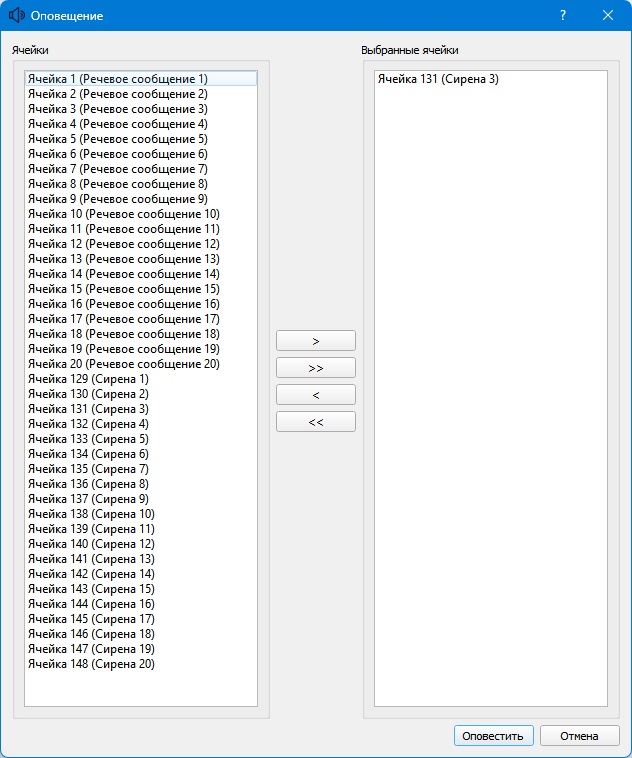 Оповещение
?
Ячейки
Ячейка 1 (Речевое сообщение 1)
Ячейка 2 (Речевое сообщение 2)
Ячейка 3 (Речевое сообщение 3)
Ячейка 4 (Речевое сообщение 4)
Ячейка 5 (Речевое сообщение 5)
Ячейка 6 (Речевое сообщение 6)
Ячейка 7 (Речевое сообщение 7)
Ячейка 8 (Речевое сообщение 8)
Ячейка 9 (Речевое сообщение 9)
Ячейка 10 (Речевое сообщение 10)
Ячейка 11 (Речевое сообщение 11)
Ячейка 12 (Речевое сообщение 12)
Ячейка 13 (Речевое сообщение 13)
Ячейка 14 (Речевое сообщение 14)
Ячейка 15 (Речевое сообщение 15)
Ячейка 16 (Речевое сообщение 16)
Ячейка 17 (Речевое сообщение 17)
Ячейка 18 (Речевое сообщение 18)
Ячейка 19 (Речевое сообщение 19)
Ячейка 20 (Речевое сообщение 20)
Ячейка 129 (Сирена 1)
Ячейка 130 (Сирена 2)
Ячейка 131 (Сирена 3)
Ячейка 132 (Сирена 4)
Ячейка 133 (Сирена 5)
Ячейка 134 (Сирена 6)
Ячейка 135 (Сирена 7)
Ячейка 136 (Сирена 8)
Ячейка 137 (Сирена 9)
Ячейка 138 (Сирена 10)
Ячейка 139 (Сирена 11)
Ячейка 140 (Сирена 12)
Ячейка 141 (Сирена 13)
Ячейка 142 (Сирена 14)
Ячейка 143 (Сирена 15)
Ячейка 144 (Сирена 16)
Ячейка 145 (Сирена 17)
Ячейка 146 (Сирена 18)
Ячейка 147 (Сирена 19)
Ячейка 148 (Сирена 20)
>
>>
<
<<
Выбранные ячейки
Ячейка 131 (Сирена 3)
Оповестить
Отмена